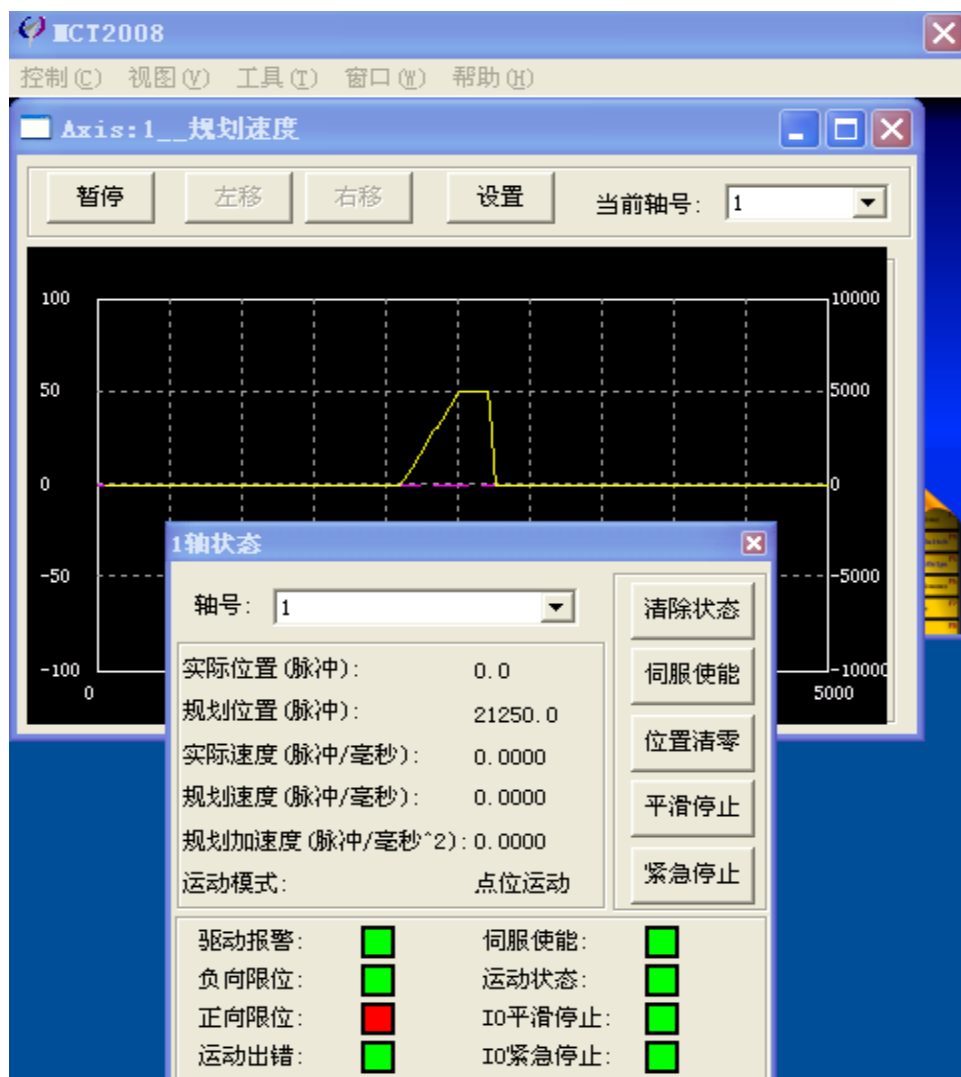 MCT2008
控制(C) 视图(V) 工具(T) 窗口(W) 帮助(H)
Axis:1__规划速度
暂停 左移 右移 设置 当前轴号: 1
100 10000
50 5000
0 0
-50 -5000
-100 -10000
0 5000
1轴状态
轴号: 1 清除状态
实际位置(脉冲): 0.0 伺服使能
规划位置(脉冲): 21250.0
实际速度(脉冲/毫秒): 0.0000 位置清零
规划速度(脉冲/毫秒): 0.0000 平滑停止
规划加速度(脉冲/毫秒^2): 0.0000
运动模式: 点位运动 紧急停止
驱动报警: 伺服使能:
负向限位: 运动状态:
正向限位: IO平滑停止:
运动出错: IO紧急停止: